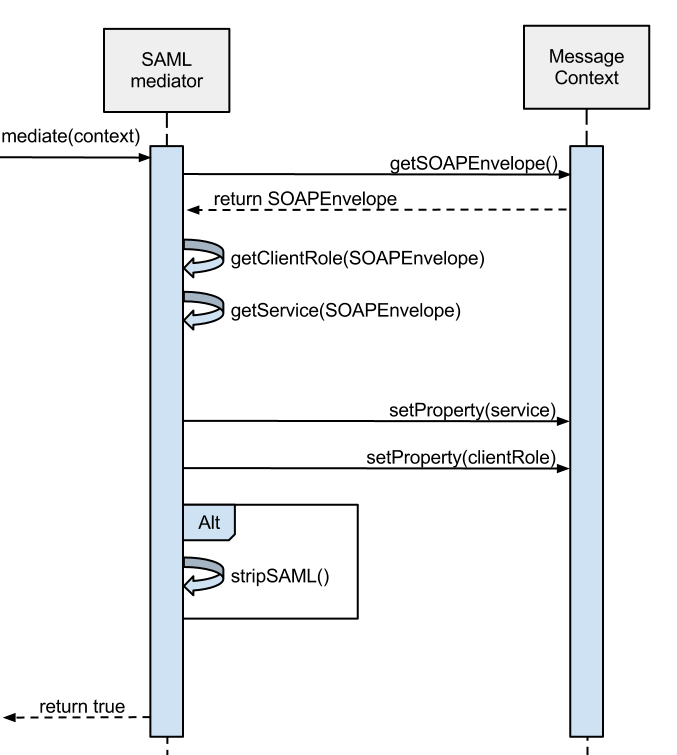 SAML
mediator
Message
Context
mediate(context)
getSOAPEnvelope()
return SOAPEnvelope
getClientRole(SOAPEnvelope)
getService(SOAPEnvelope)
setProperty(service)
setProperty(clientRole)
Alt
stripSAML()
return true